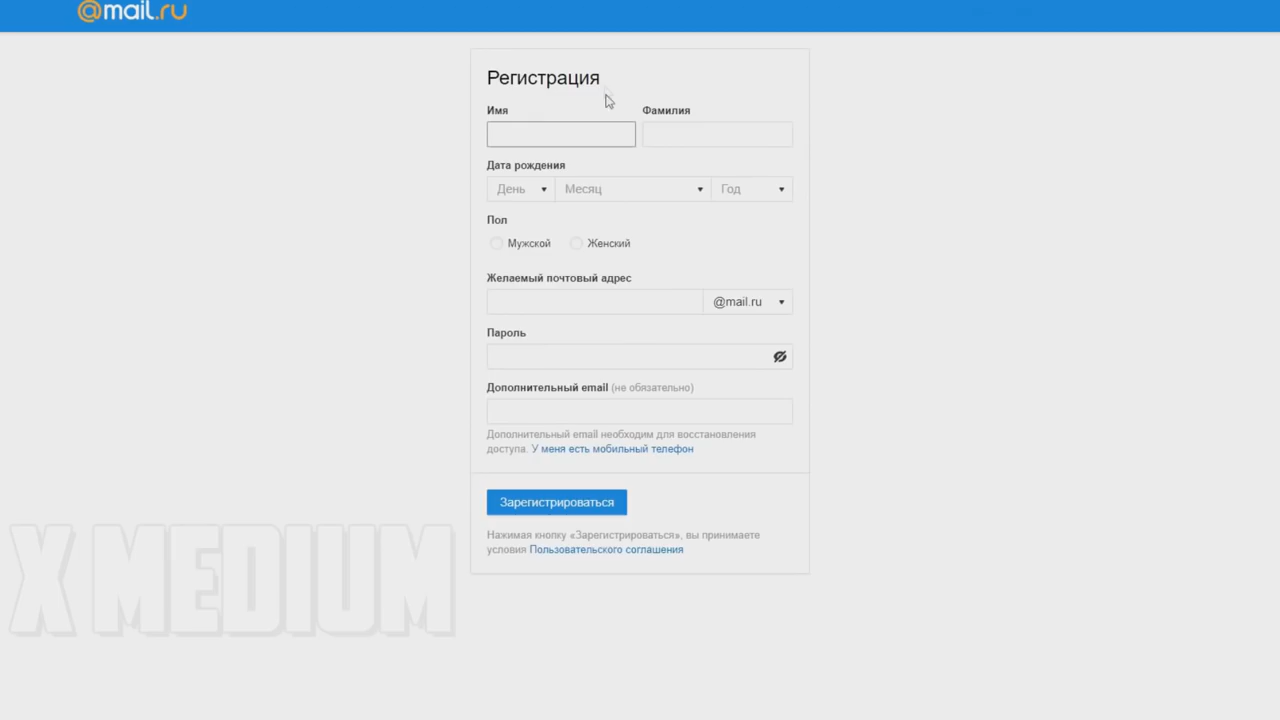 @mail.ru
Регистрация
Имя Фамилия
Дата рождения
День Месяц Год
Пол
Мужской Женский
Желаемый почтовый адрес
@mail.ru
Пароль
Дополнительный email (не обязательно)
Дополнительный email необходим для восстановления
доступа. У меня есть мобильный телефон
Зарегистрироваться
Нажимая кнопку «Зарегистрироваться», вы принимаете
условия Пользовательского соглашения
X MEDIUM